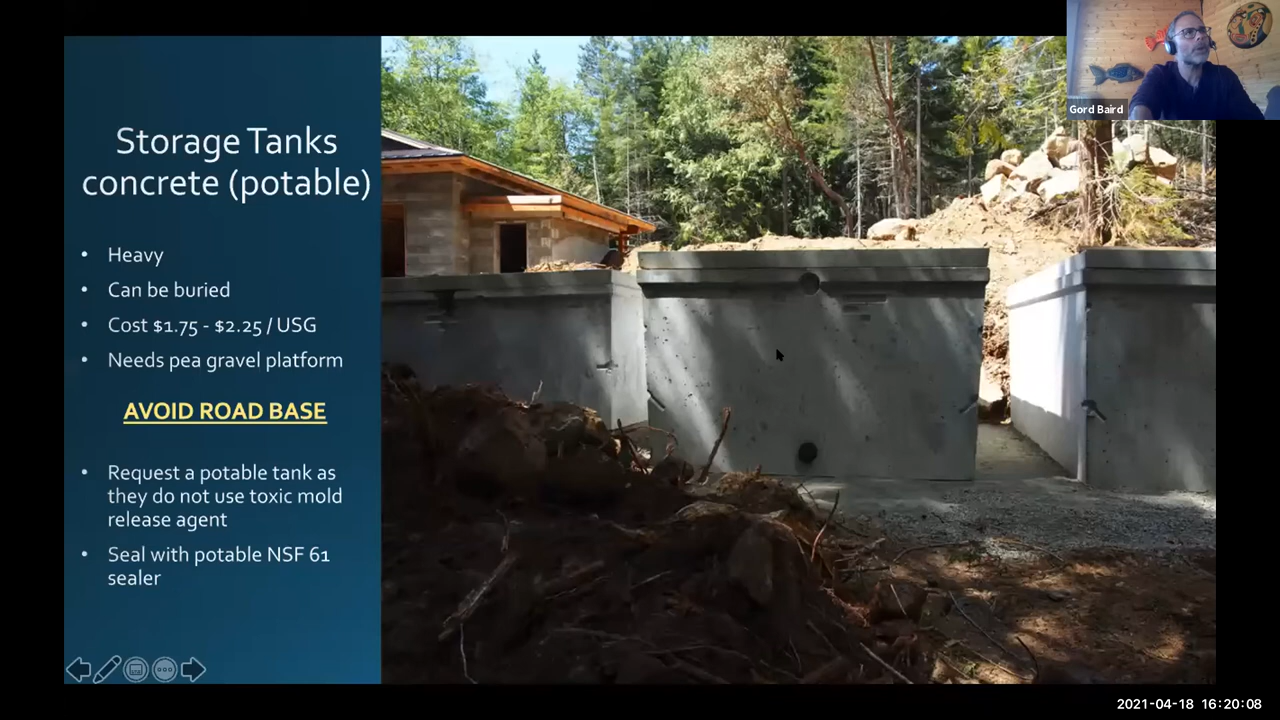 Storage Tanks
concrete (potable)
• Heavy
• Can be buried
• Cost $1.75 - $2.25 / USG
• Needs pea gravel platform
AVOID ROAD BASE
• Request a potable tank as
they do not use toxic mold
release agent
• Seal with potable NSF 61
sealer
Gord Baird
2021-04-18 16:20:08